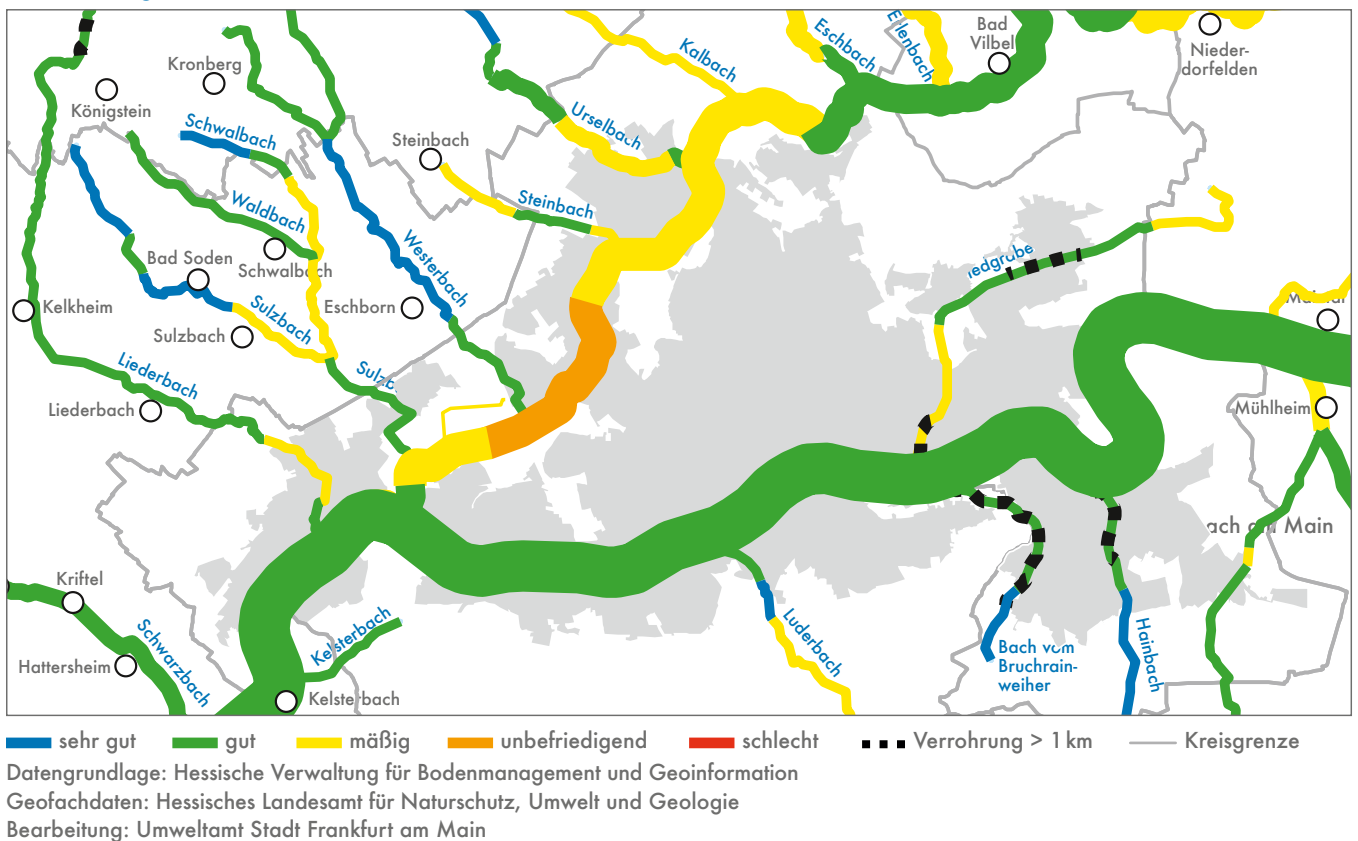 Bad
Vilbel
Nieder-
dorfelden
Erlenbach
Eschbach
Kalbach
Kronberg
Königstein
Schwalbach
Urselbach
Steinbach
Steinbach
Waldbach
Schwalbach
Westerbach
Bad Soden
Sulzbach
Eschborn
Kelkheim
Sulzbach
Liederbach
Liederbach
Mühlheim
ach am Main
Kriftel
Schwarzbach
Hattersheim
Kelsterbach
Kelsterbach
Luderbach
Bach vom
Bruchrain-
weiher
Hainbach
sehr gut gut mäßig unbefriedigend schlecht Verrohrung > 1 km Kreisgrenze
Datengrundlage: Hessische Verwaltung für Bodenmanagement und Geoinformation
Geofachdaten: Hessisches Landesamt für Naturschutz, Umwelt und Geologie
Bearbeitung: Umweltamt Stadt Frankfurt am Main